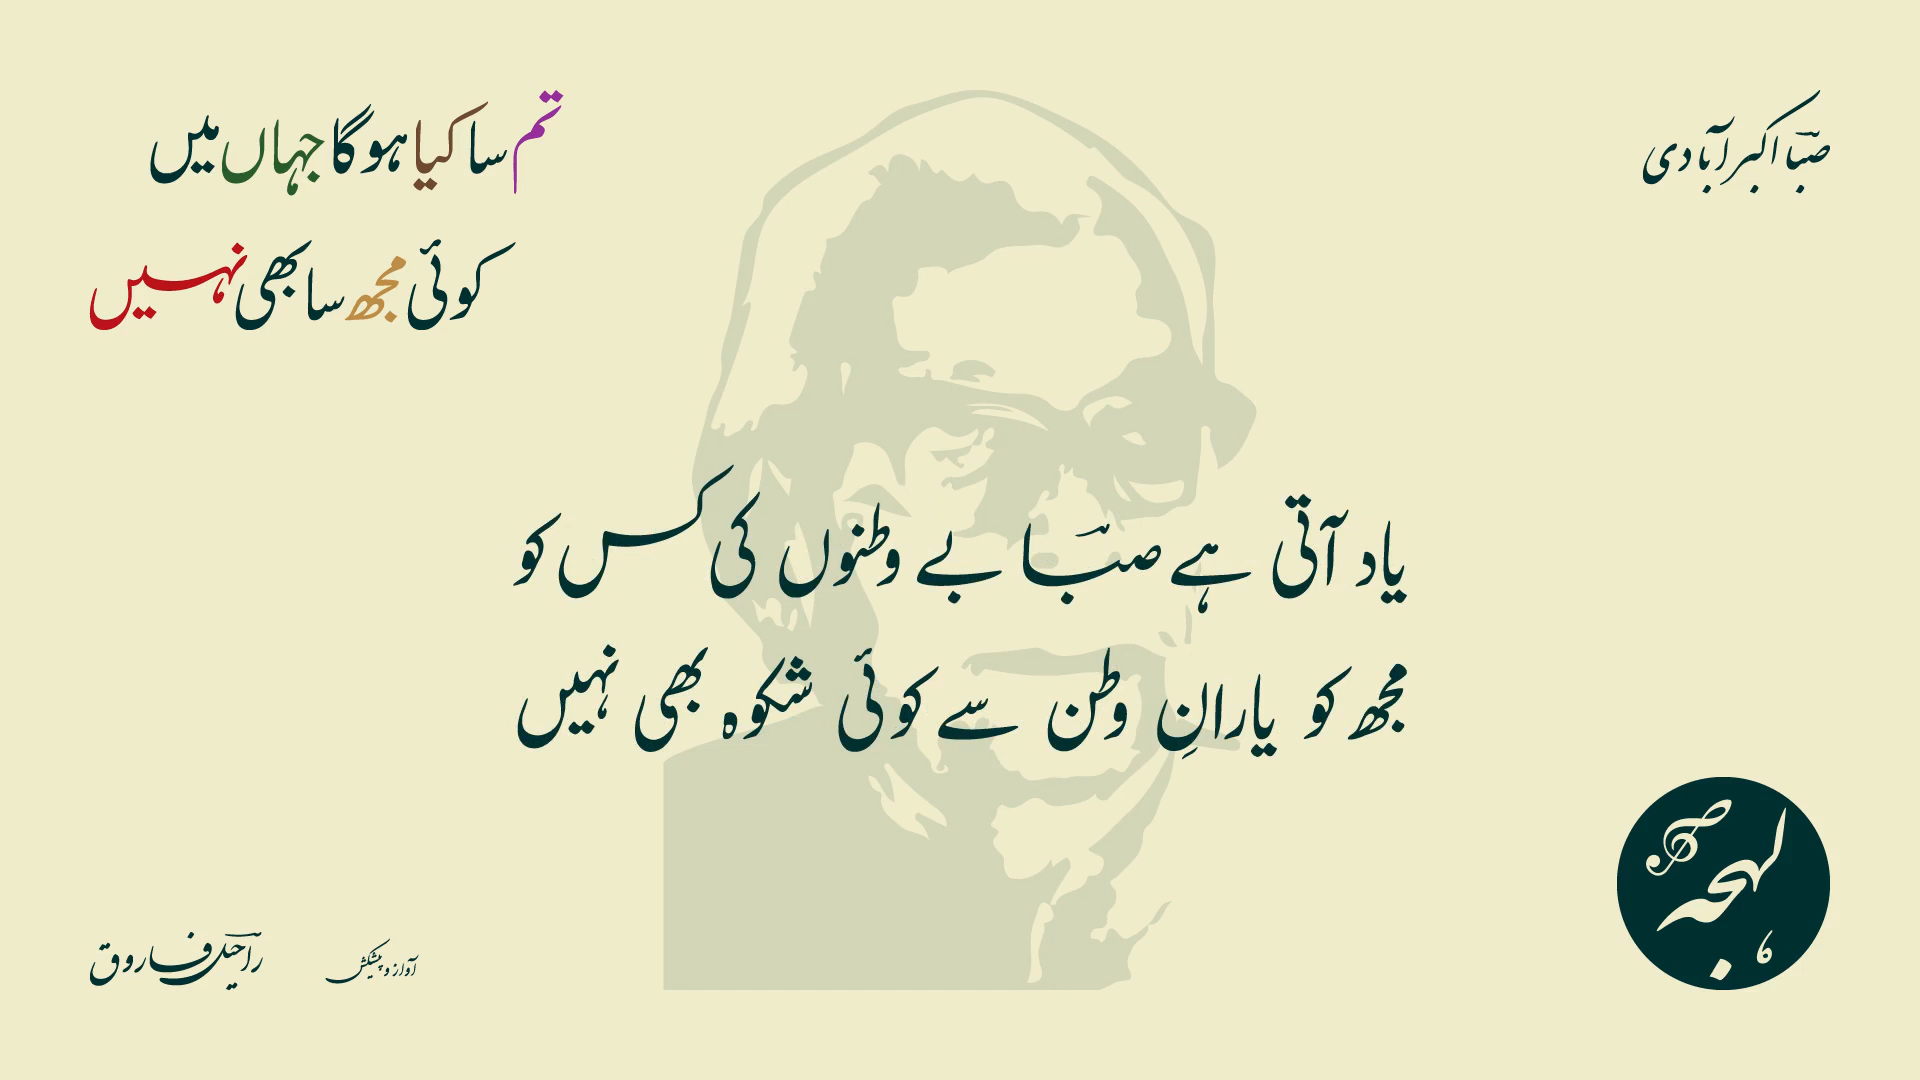 صبا اکبر آبادی
تم سا کیا ہوگا جہاں میں
کوئی مجھ سا بھی نہیں
یاد آتی ہے صبا بے وطنوں کی کس کو
مجھ کو یارانِ وطن سے کوئی شکوہ بھی نہیں
لہجہ
آواز و پیشکش
راحیل فاروق